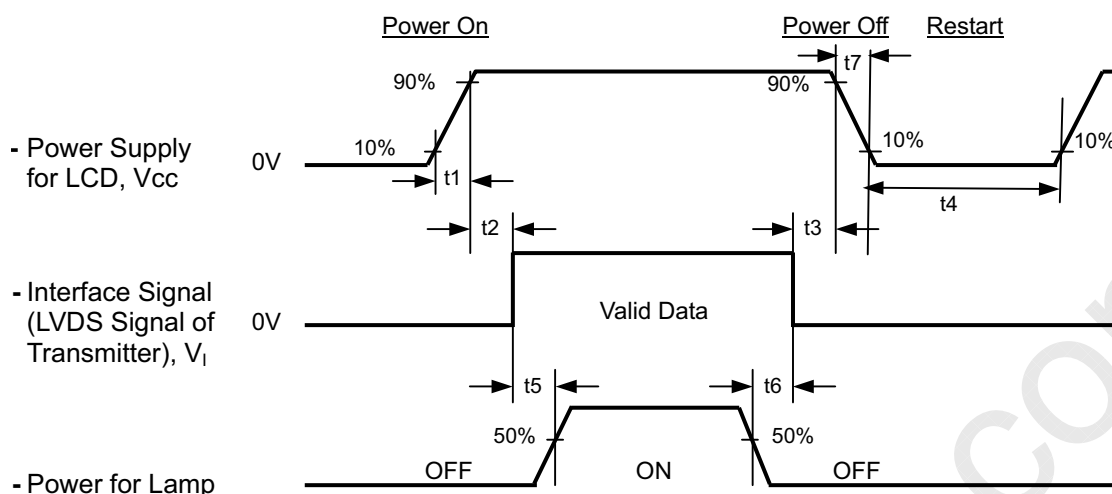 Power On
Power Off
Restart
t7
90%
90%
10%
10%
10%
- Power Supply
for LCD, Vcc
0V
t1
t4
t2
t3
- Interface Signal
(LVDS Signal of
Transmitter), VI
0V
Valid Data
t5
t6
50%
50%
- Power for Lamp
OFF
ON
OFF
com